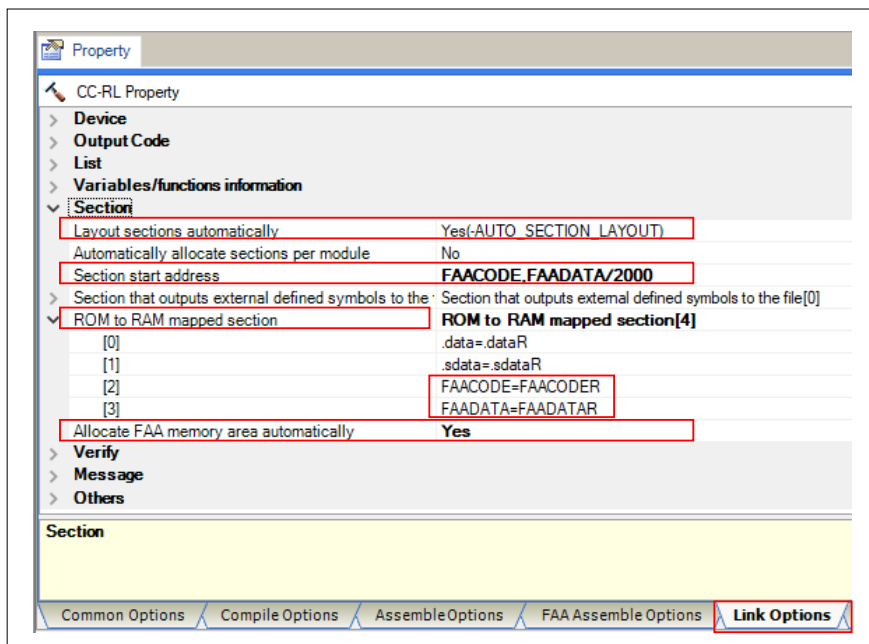 Property
CC-RL Property
Device
Output Code
List
Variables/functions information
Section
Layout sections automatically Yes(-AUTO_SECTION_LAYOUT)
Automatically allocate sections per module No
Section start address FAACODE,FAADATA/2000
Section that outputs external defined symbols to the Section that outputs external defined symbols to the file[0]
ROM to RAM mapped section ROM to RAM mapped section[4]
[0] .data=.dataR
[1] .sdata=.sdataR
[2] FAACODE=FAACODER
[3] FAADATA=FAADATAR
Allocate FAA memory area automatically Yes
Verify
Message
Others
Section
Common Options Compile Options Assemble Options FAA Assemble Options Link Options